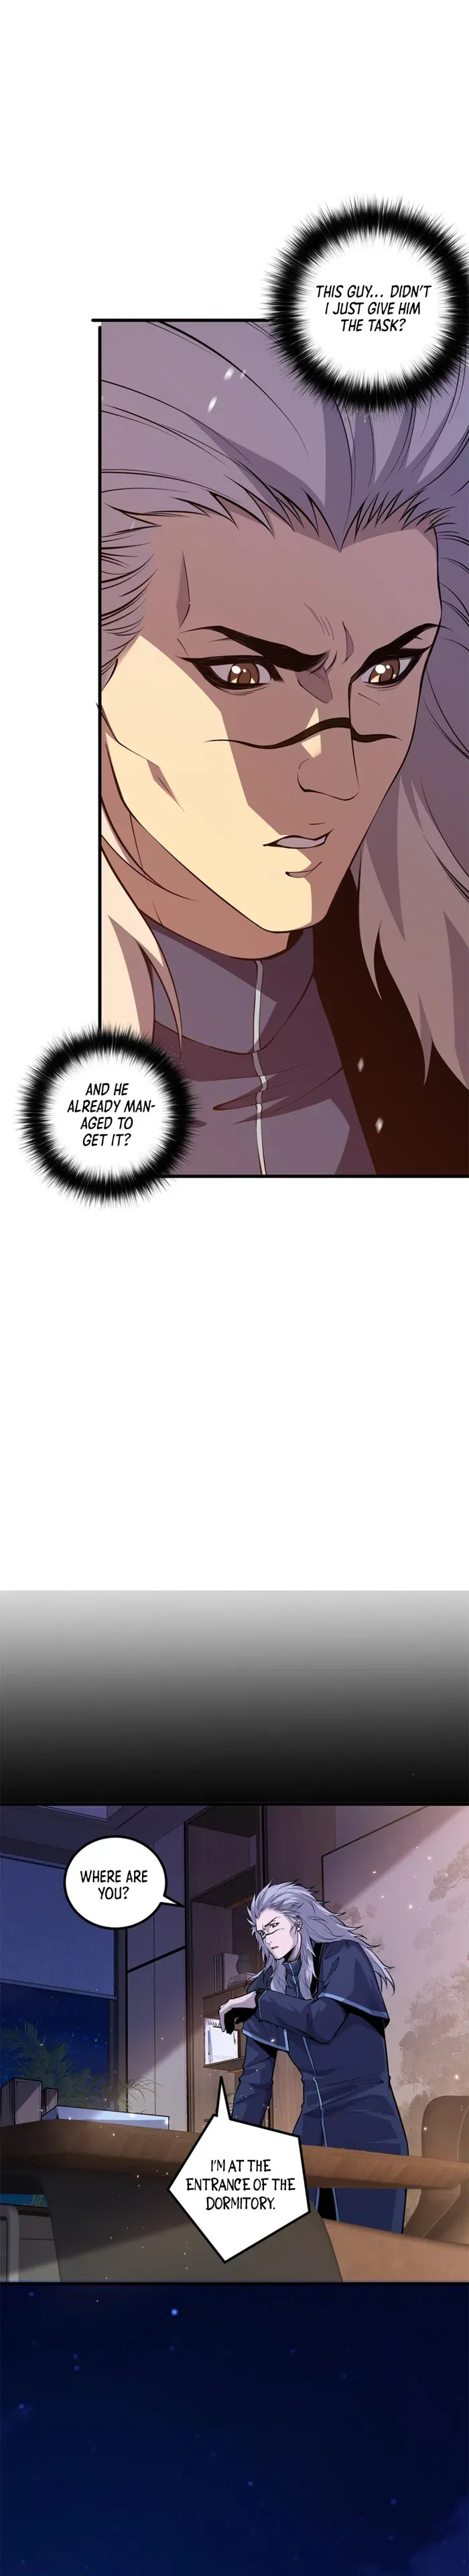 THIS GUY... DIDN'T
I JUST GIVE HIM
THE TASK?
AND HE
ALREADY MAN-
AGED TO
GET IT?
WHERE ARE
YOU?
I'M AT THE
ENTRANCE OF THE
DORMITORY.